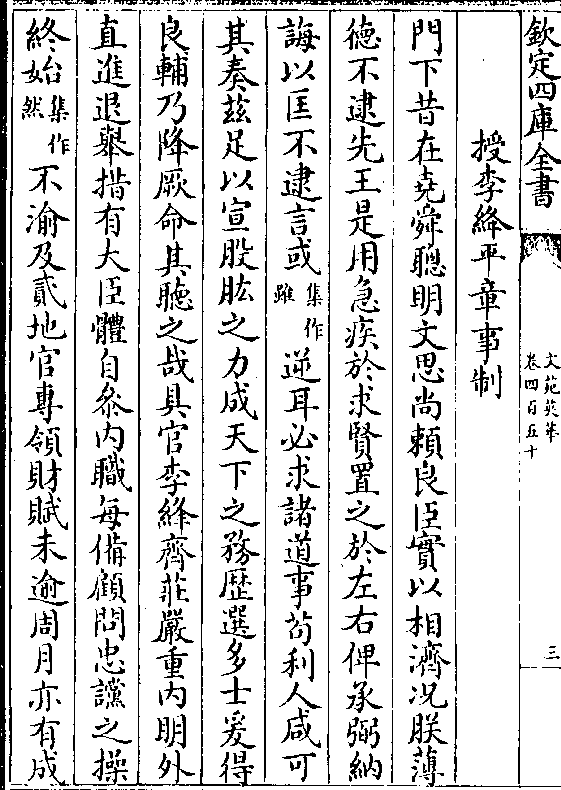 欽定四庫全書
文苑英華
卷四百五十
三
授李絳平章事制
門下昔在堯舜聰明文思尚頼良臣實以相濟况朕薄
德不逮先王是用急疾於求賢置之於左右俾承弼納
誨以匡不逮言或集作雖逆耳必求諸道事茍利人咸可
其奏兹足以宣股肱之力成天下之務歴選多士爰得
良輔乃降厥命其聽之哉具官李絳齊莊嚴重内明外
直進退舉措有大臣體自叅内職每備顧問忠讜之操
終始集作然不渝及貳地官專領財賦未逾周月亦有成